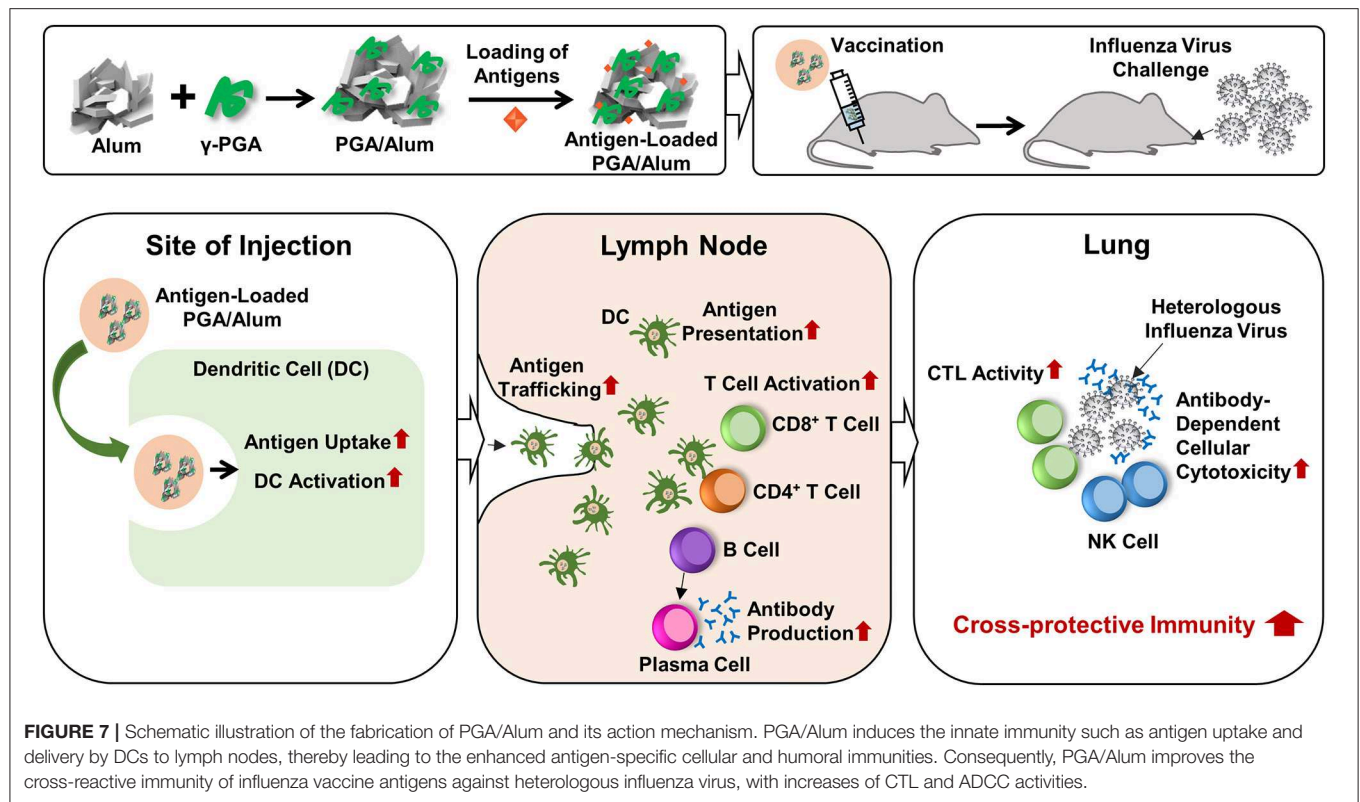 Alum
+
γ-PGA
PGA/Alum
Loading of
Antigens
Antigen-Loaded
PGA/Alum
Vaccination
Influenza Virus
Challenge
Site of Injection
Antigen-Loaded
PGA/Alum
Dendritic Cell (DC)
Antigen Uptake
DC Activation
Lymph Node
DC
Antigen
Presentation
Antigen
Trafficking
T Cell Activation
CD8⁺ T Cell
CD4⁺ T Cell
B Cell
Antibody
Production
Plasma Cell
Lung
Heterologous
Influenza Virus
CTL Activity
Antibody-
Dependent
Cellular
Cytotoxicity
NK Cell
Cross-protective Immunity
FIGURE 7 | Schematic illustration of the fabrication of PGA/Alum and its action mechanism. PGA/Alum induces the innate immunity such as antigen uptake and
delivery by DCs to lymph nodes, thereby leading to the enhanced antigen-specific cellular and humoral immunities. Consequently, PGA/Alum improves the
cross-reactive immunity of influenza vaccine antigens against heterologous influenza virus, with increases of CTL and ADCC activities.